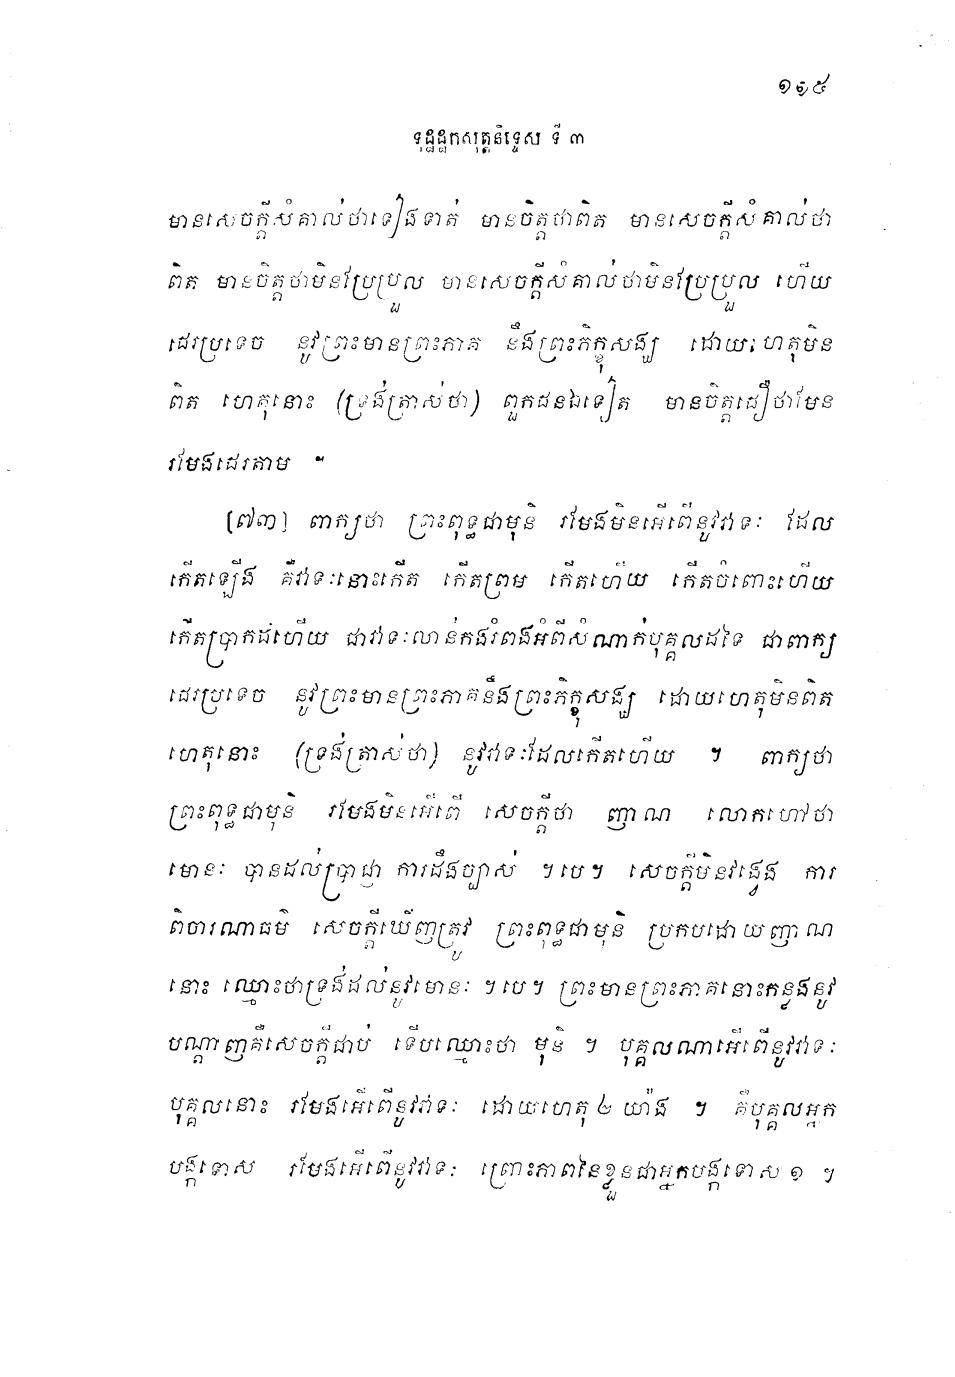 ១១៥
ទុដ្ឋដ្ឋកសុត្តនិទ្ទេស ទី ៣
មានសេចក្តីសំគាល់ថាទៀងទាត់ មានចិត្តថាពិត មានសេចក្តីសំគាល់ថា
ពិត មានចិត្តថាមិនប្រែប្រួល មានសេចក្តីសំគាល់ថាមិនប្រែប្រួល ហើយ
ដេរប្រទេច នូវព្រះមានព្រះភាគ នឹងព្រះភិក្ខុសង្ឃ ដោយហេតុមិន
ពិត ហេតុនោះ (ទ្រង់ត្រាស់ថា) ពួកជនឯទៀត មានចិត្តជឿថាមែន
រមែងដេរតាម ។
[៧៣] ពាក្យថា ព្រះពុទ្ធជាមុនិ រមែងមិនអើពើនូវវាទៈ ដែល
កើតឡើង គឺវាទៈនោះកើត កើតព្រម កើតហើយ កើតចំពោះហើយ
កើតប្រាកដហើយ ជាវាទៈលាន់កងរំពងអំពីសំណាក់បុគ្គលដទៃ ជាពាក្យ
ដេរប្រទេច នូវព្រះមានព្រះភាគនឹងព្រះភិក្ខុសង្ឃ ដោយហេតុមិនពិត
ហេតុនោះ (ទ្រង់ត្រាស់ថា) នូវវាទៈដែលកើតហើយ ។ ពាក្យថា
ព្រះពុទ្ធជាមុនិ រមែងមិនអើពើ សេចក្តីថា ញាណ លោកហៅថា
មោនៈ បានដល់ប្រាជ្ញា ការដឹងច្បាស់ ។បេ។ សេចក្តីមិនវង្វេង ការ
ពិចារណាធម៌ សេចក្តីឃើញត្រូវ ព្រះពុទ្ធជាមុនិ ប្រកបដោយញាណ
នោះ ឈ្មោះថាទ្រង់ដល់នូវមោនៈ ។បេ។ ព្រះមានព្រះភាគនោះកន្លងនូវ
បណ្តាញគឺសេចក្តីជាប់ ទើបឈ្មោះថា មុនិ ។ បុគ្គលណាអើពើនូវវាទៈ
បុគ្គលនោះ រមែងអើពើនូវវាទៈ ដោយហេតុ ២ យ៉ាង ។ គឺបុគ្គលអ្នក
បង្កទោស រមែងអើពើនូវវាទៈ ព្រោះភាពនៃខ្លួនជាអ្នកបង្កទោស ១ ។